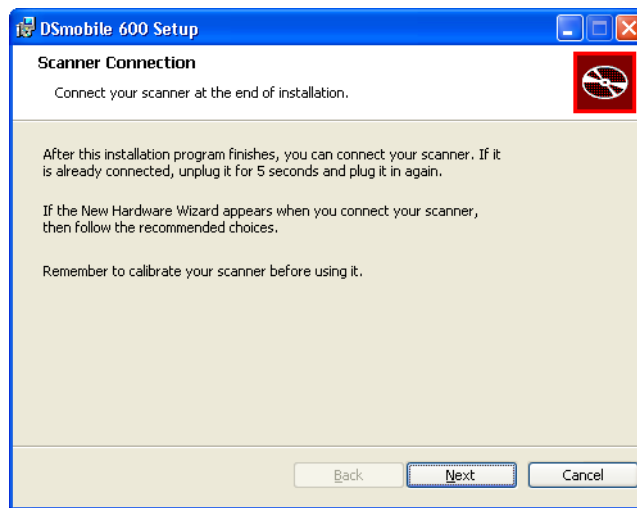 DSmobile 600 Setup
Scanner Connection
Connect your scanner at the end of installation.
After this installation program finishes, you can connect your scanner. If it
is already connected, unplug it for 5 seconds and plug it in again.
If the New Hardware Wizard appears when you connect your scanner,
then follow the recommended choices.
Remember to calibrate your scanner before using it.
Back Next Cancel